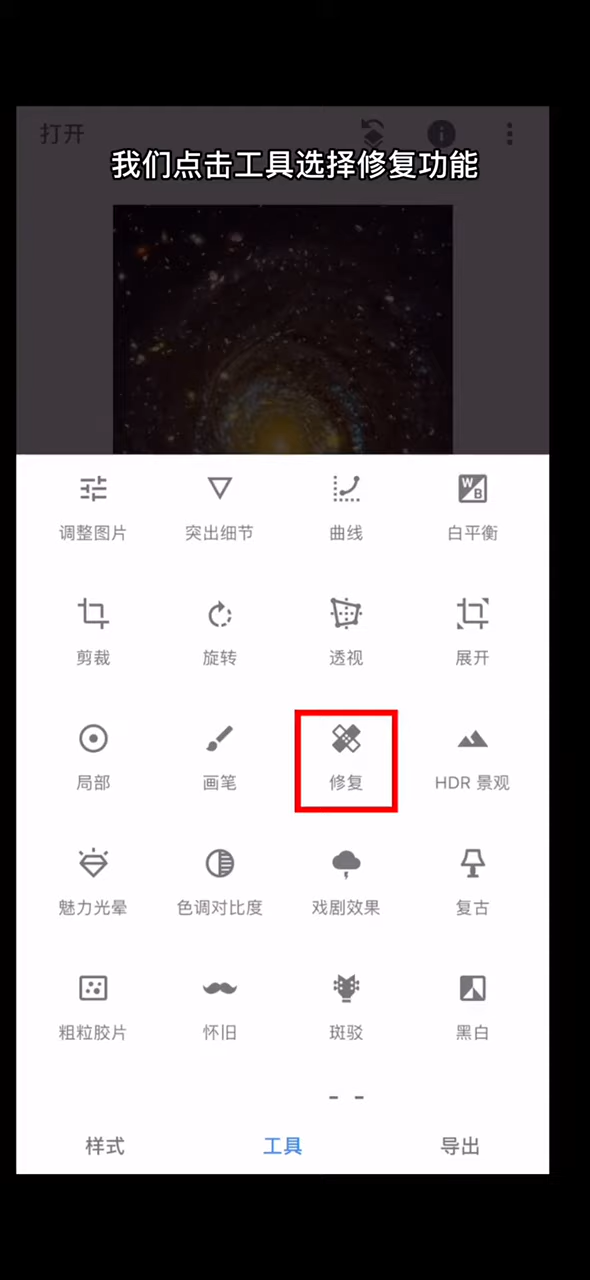 打开
我们点击工具选择修复功能
调整图片 突出细节 曲线 白平衡
剪裁 旋转 透视 展开
局部 画笔 修复 HDR 景观
魅力光晕 色调对比度 戏剧效果 复古
粗粒胶片 怀旧 斑驳 黑白
样式 工具 导出